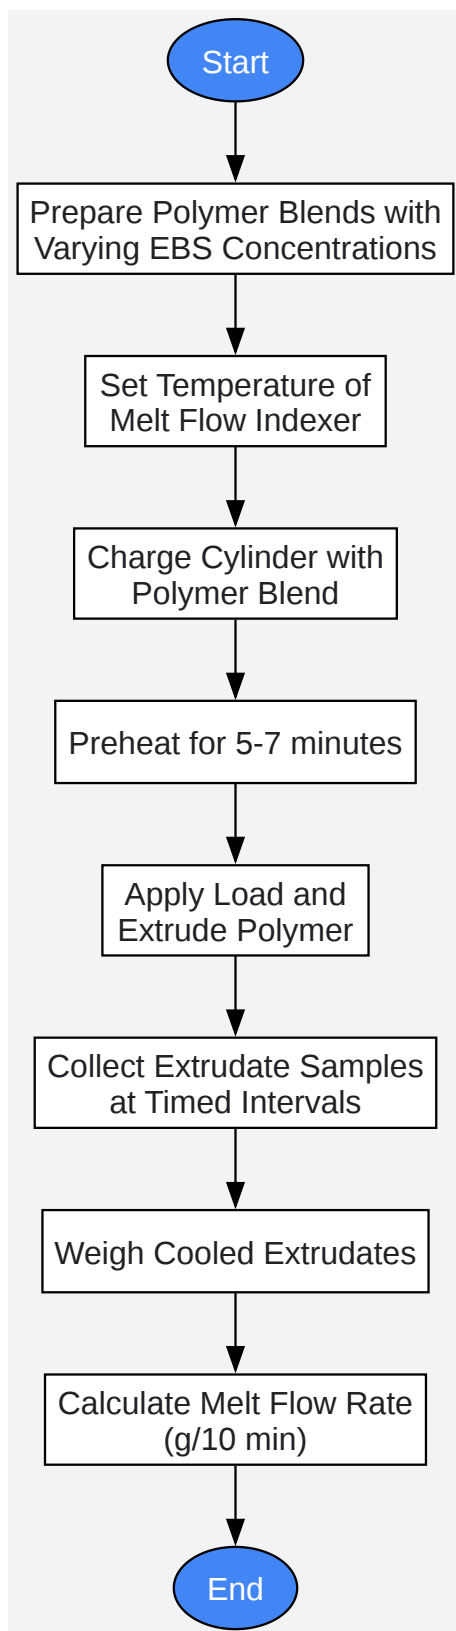 Start
Prepare Polymer Blends with
Varying EBS Concentrations
Set Temperature of
Melt Flow Indexer
Charge Cylinder with
Polymer Blend
Preheat for 5-7 minutes
Apply Load and
Extrude Polymer
Collect Extrudate Samples
at Timed Intervals
Weigh Cooled Extrudates
Calculate Melt Flow Rate
(g/10 min)
End